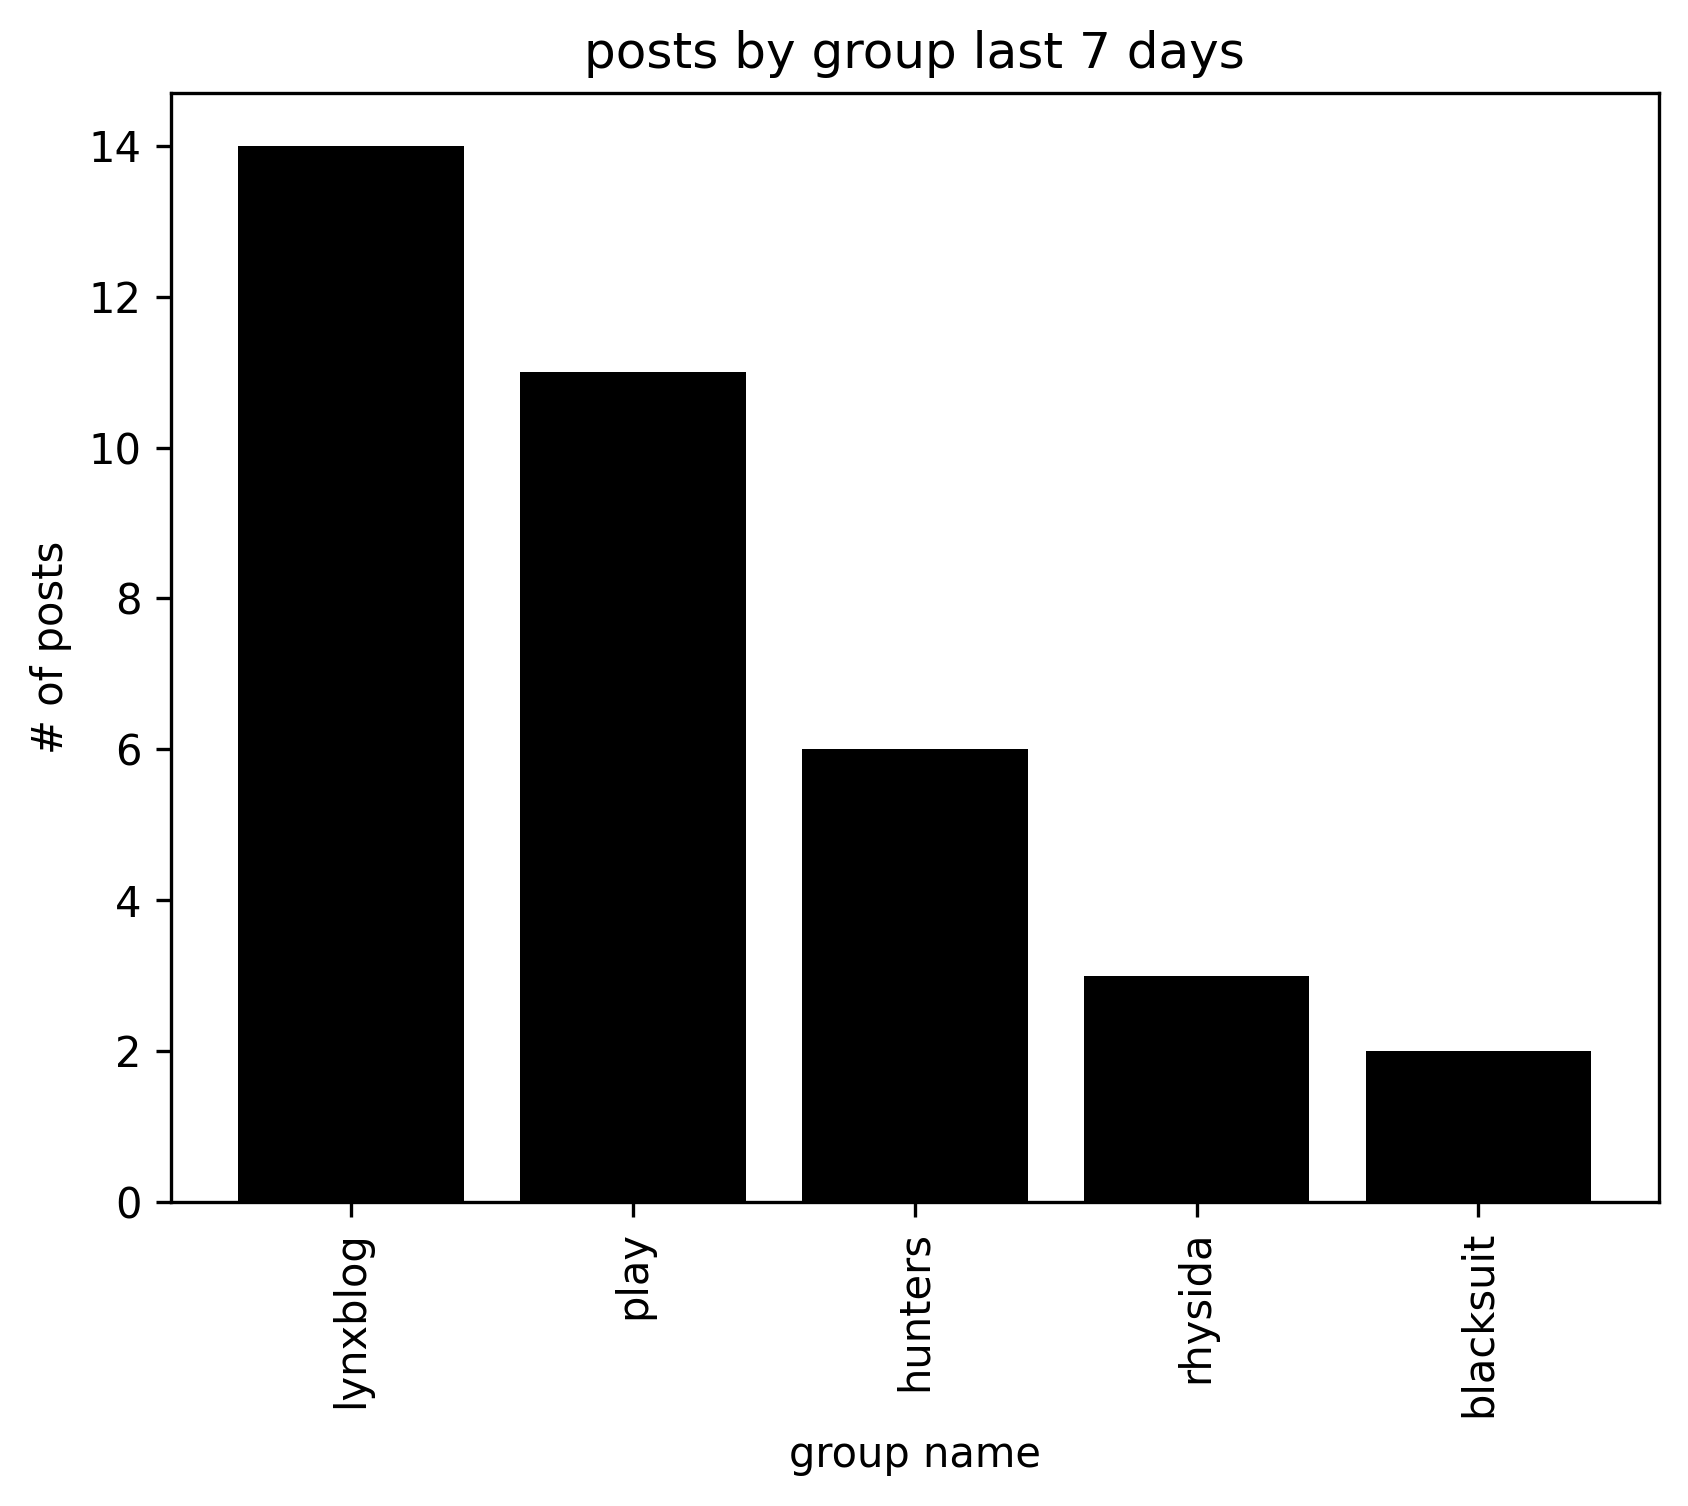 posts by group last 7 days
14
12
10
8
6
4
2
0
# of posts
lynxblog
play
hunters
rhysida
blacksuit
group name